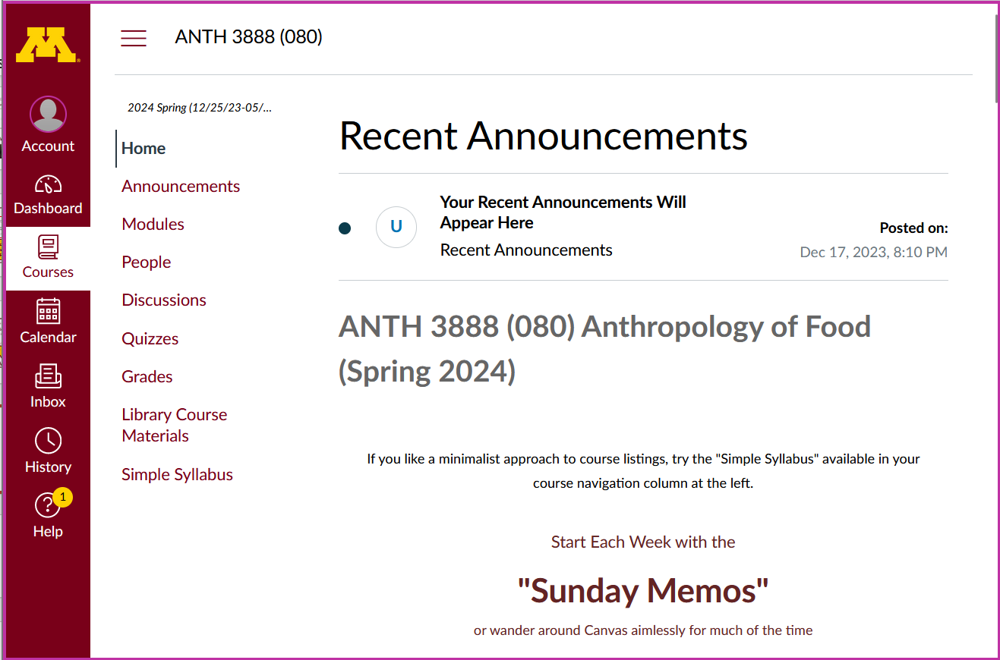 M
Account
Dashboard
Courses
Calendar
Inbox
History
1
Help
ANTH 3888 (080)
2024 Spring (12/25/23-05/...
Home
Announcements
Modules
People
Discussions
Quizzes
Grades
Library Course
Materials
Simple Syllabus
Recent Announcements
U
Your Recent Announcements Will
Appear Here
Recent Announcements
Posted on:
Dec 17, 2023, 8:10 PM
ANTH 3888 (080) Anthropology of Food
(Spring 2024)
If you like a minimalist approach to course listings, try the "Simple Syllabus" available in your
course navigation column at the left.
Start Each Week with the
"Sunday Memos"
or wander around Canvas aimlessly for much of the time